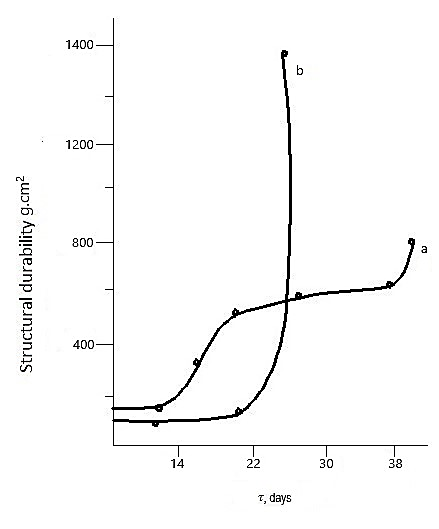 1400
b
1200
Structural durability g.cm²
800
a
400
14 22 30 38
τ, days